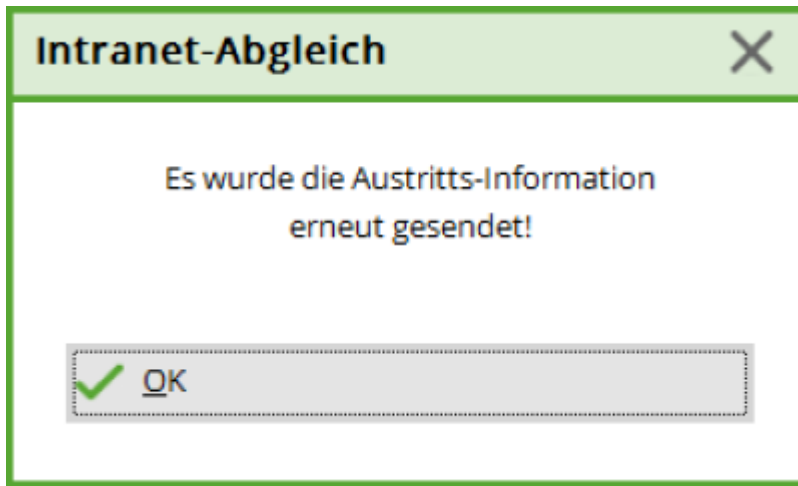 Intranet-Abgleich
Es wurde die Austritts-Information
erneut gesendet!
OK